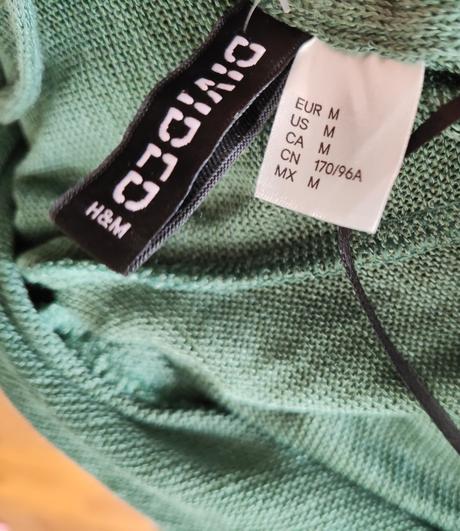 DIVIDED
H&M
EUR M
US M
CA M
CN 170/96A
MX M